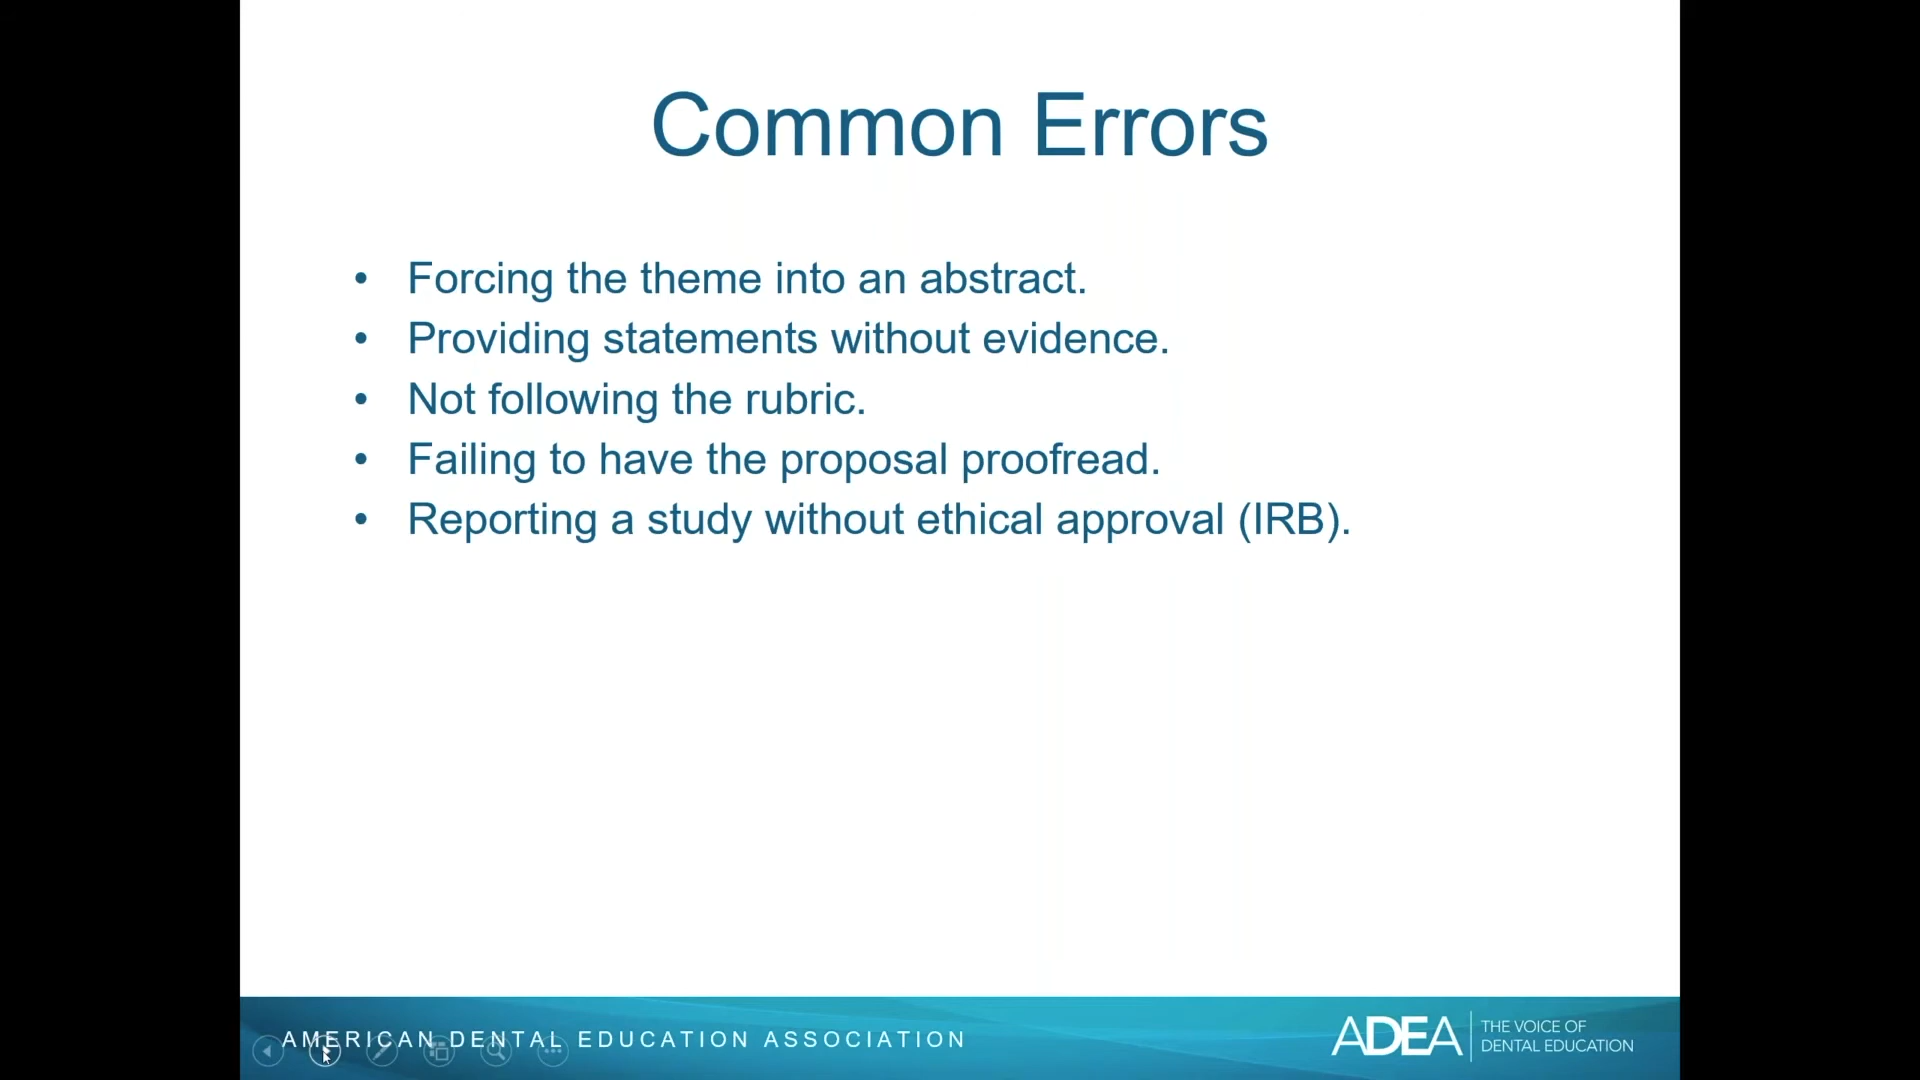 Common Errors
• Forcing the theme into an abstract.
• Providing statements without evidence.
• Not following the rubric.
• Failing to have the proposal proofread.
• Reporting a study without ethical approval (IRB).
AMERICAN DENTAL EDUCATION ASSOCIATION
ADEA
THE VOICE OF
DENTAL EDUCATION